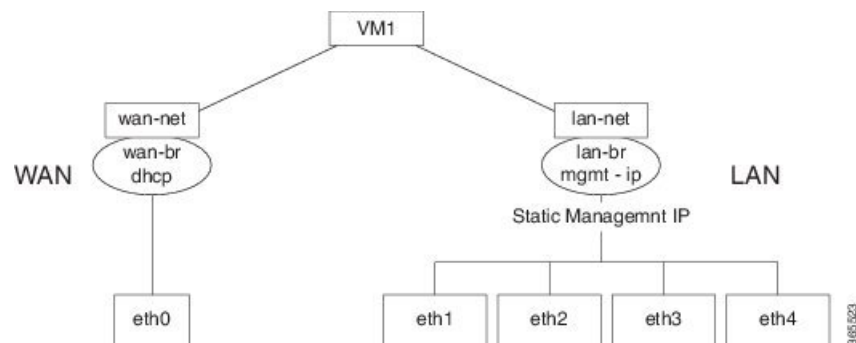 VM1
wan-net
lan-net
wan-br
dhcp
lan-br
mgmt - ip
WAN
LAN
Static Managemnt IP
eth0
eth1
eth2
eth3
eth4
365523